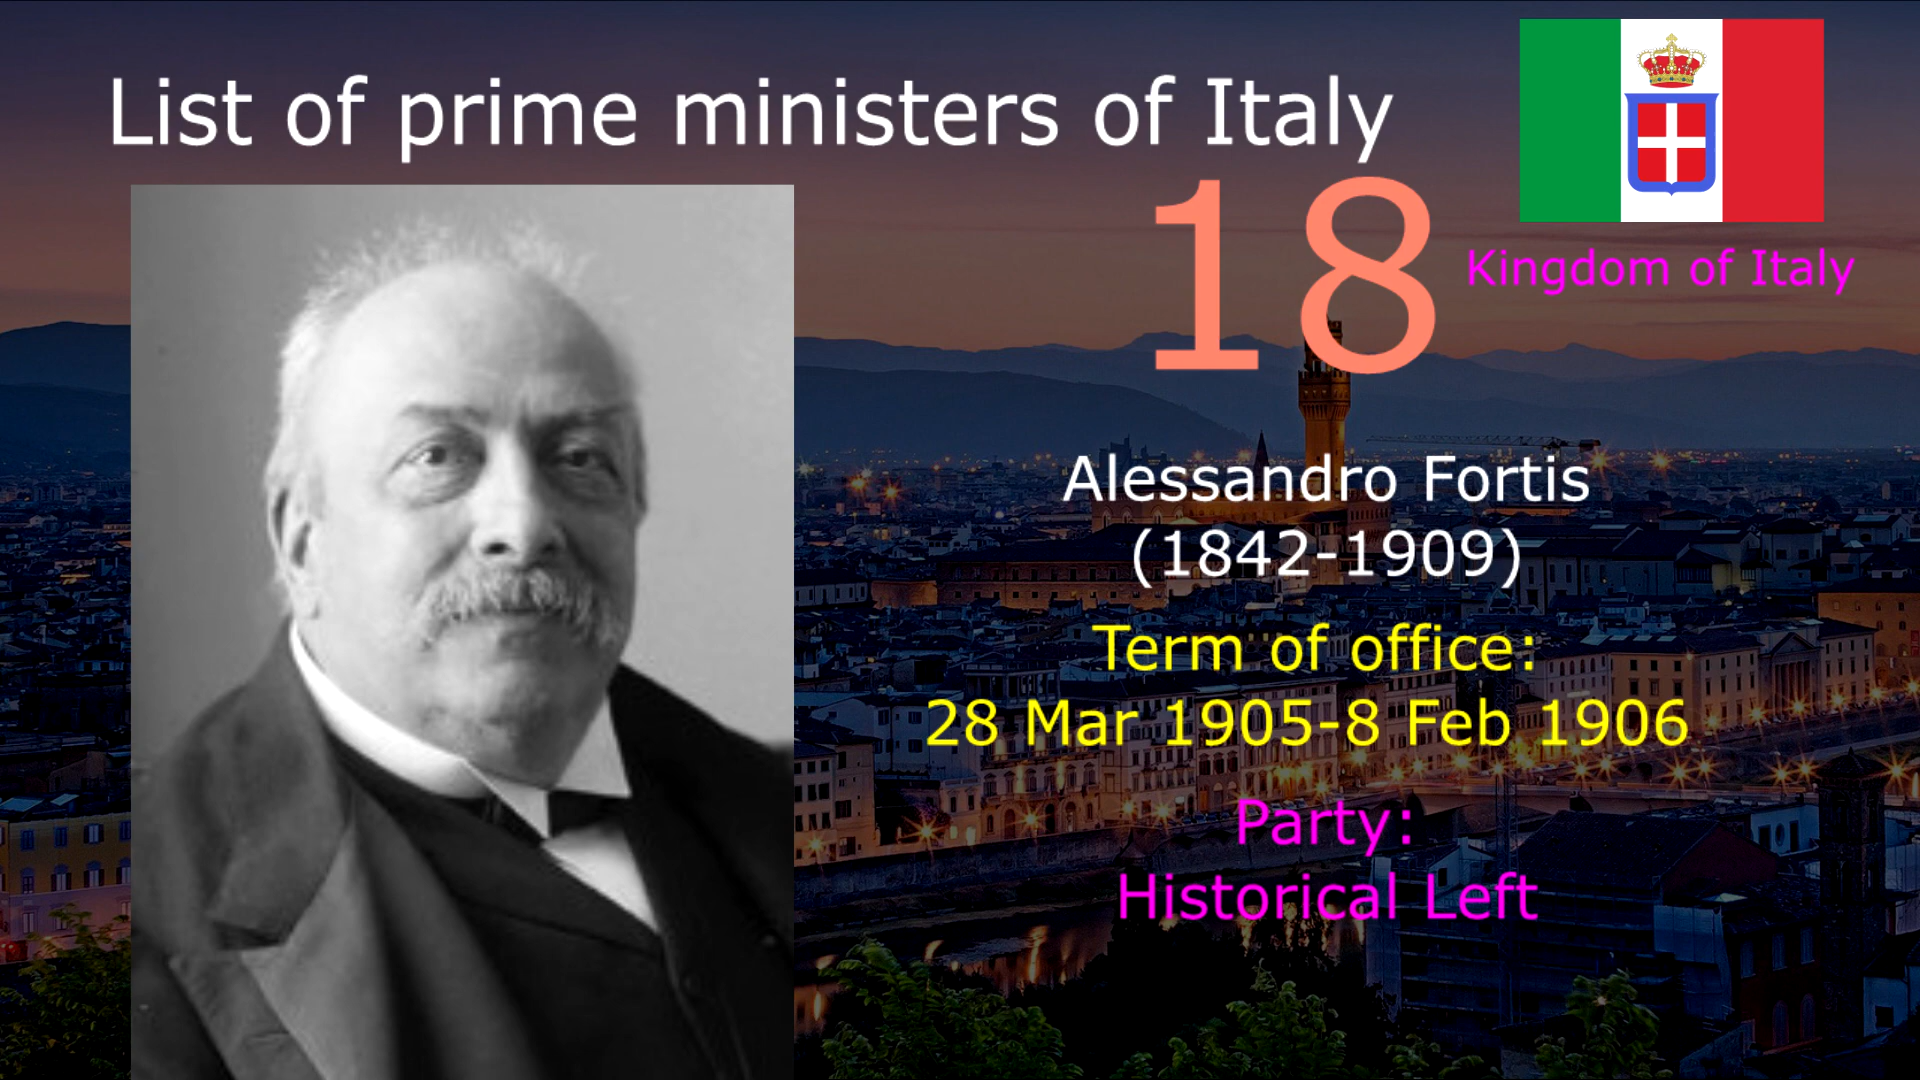 List of prime ministers of Italy
18
Kingdom of Italy
Alessandro Fortis
(1842-1909)
Term of office:
28 Mar 1905-8 Feb 1906
Party:
Historical Left